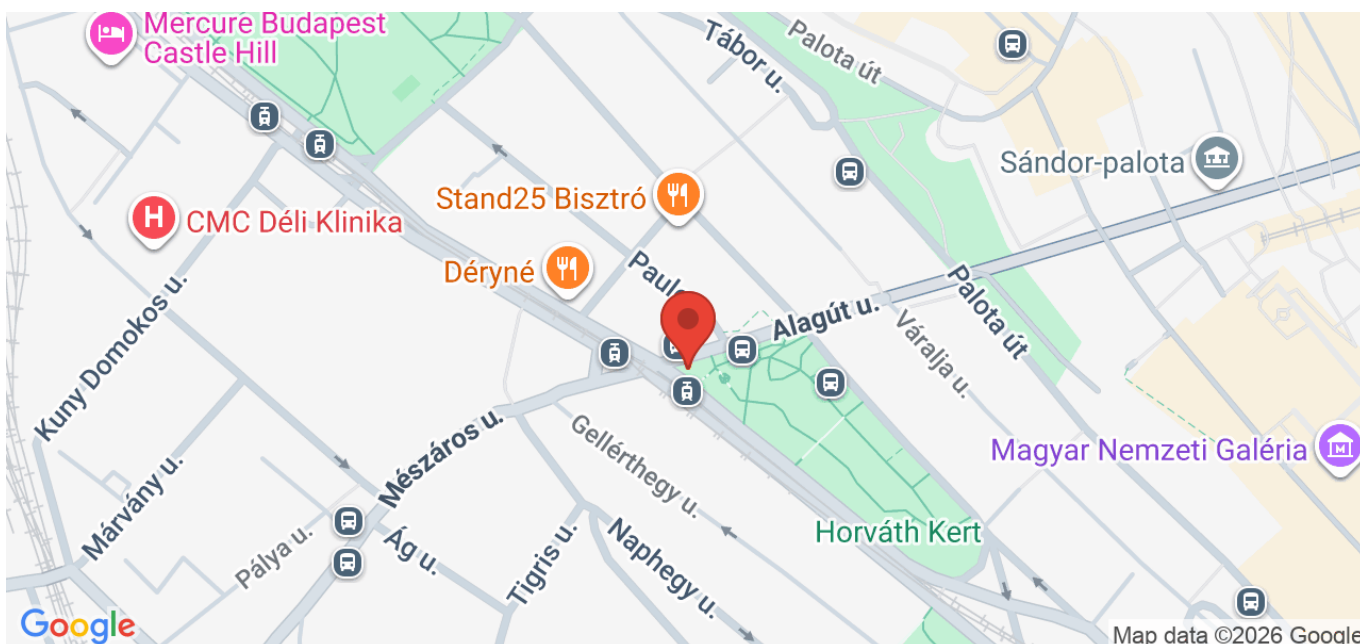 Mercure Budapest
Castle Hill
Tábor u.
Palota út
Sándor-palota
Stand25 Bisztró
H
CMC Déli Klinika
Déryné
Alagút u.
Palota út
Váralja u.
Kuny Domokos u.
Mészáros u.
Gellérthegy u.
Magyar Nemzeti Galéria
Márvány u.
Horváth Kert
Pálya u.
Ág u.
Tigris u.
Naphegy u.
Google
Map data ©2026 Google